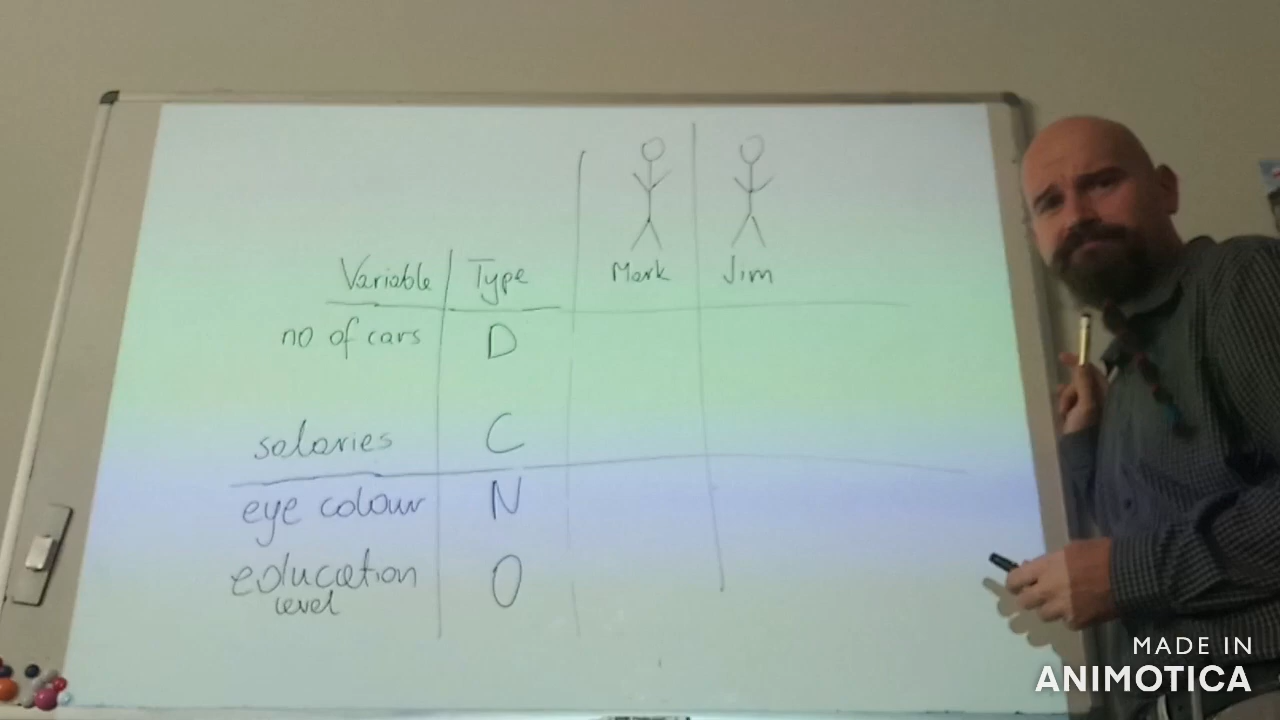 Mark Jim
Variable Type
no of cars D
salaries C
eye colour N
education O
level
MADE IN
ANIMOTICA